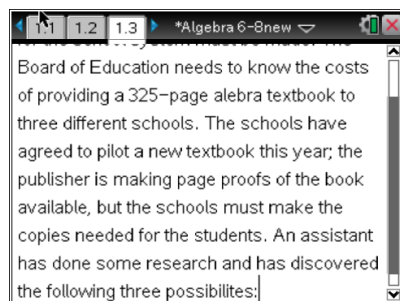 1.1 1.2 1.3 *Algebra 6-8new
Board of Education needs to know the costs
of providing a 325-page alebra textbook to
three different schools. The schools have
agreed to pilot a new textbook this year; the
publisher is making page proofs of the book
available, but the schools must make the
copies needed for the students. An assistant
has done some research and has discovered
the following three possibilites: